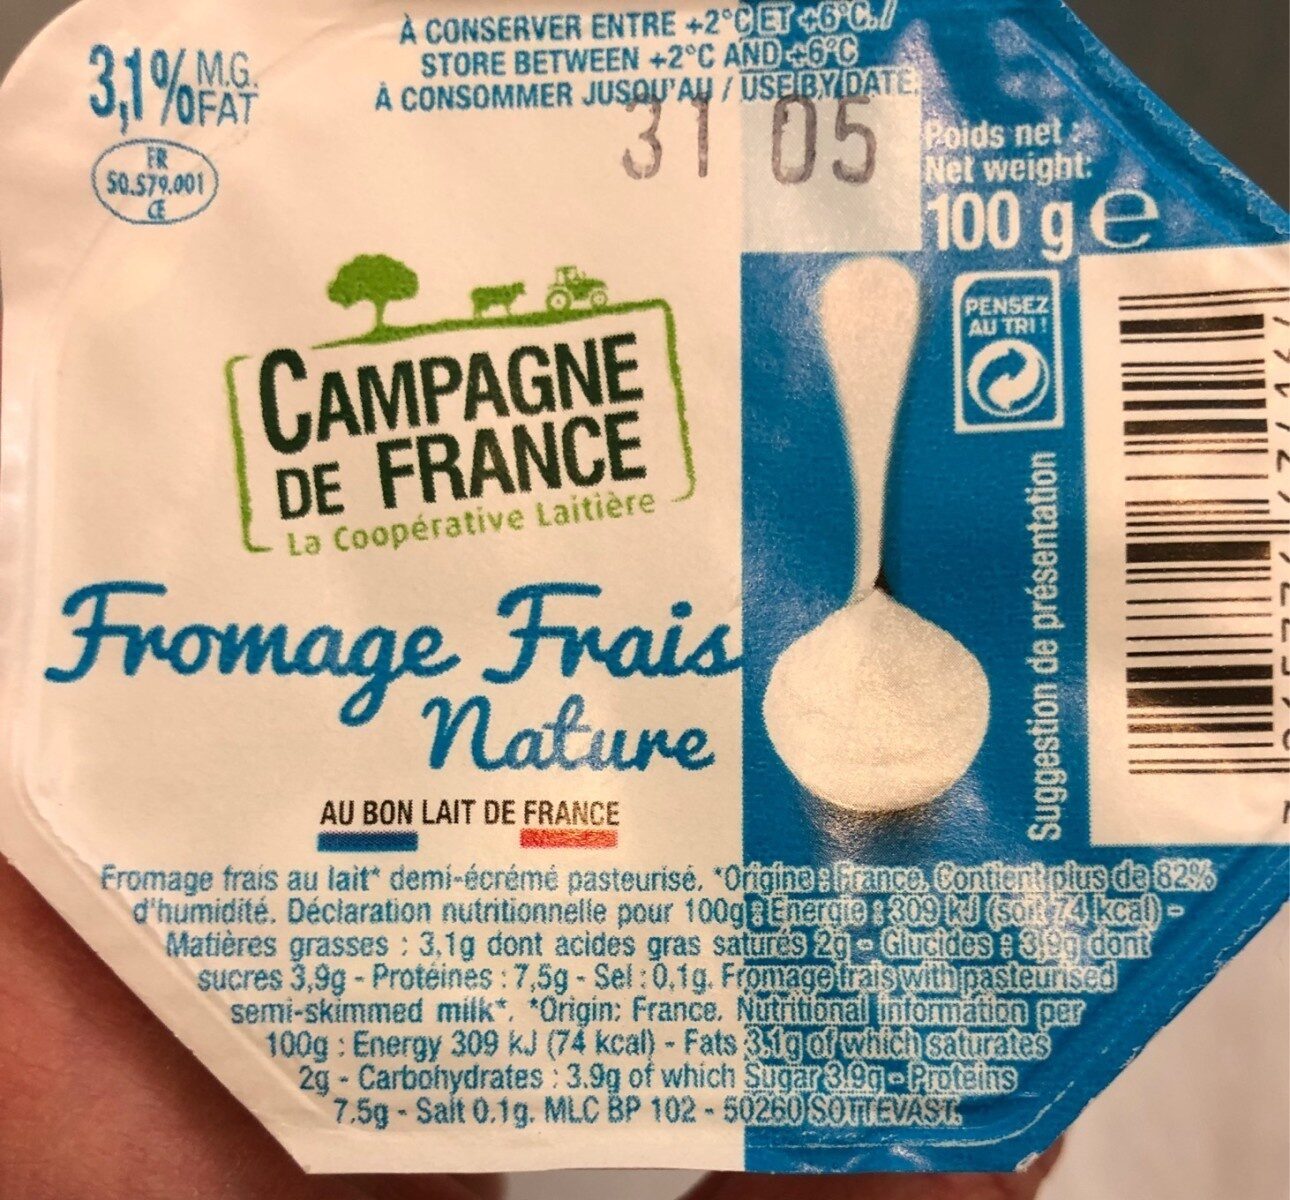 À CONSERVER ENTRE +2°C ET +6°C. /
STORE BETWEEN +2°C AND +6°C
À CONSOMMER JUSQU'AU / USE BY DATE:
31 05
3,1% M.G.
FAT
FR
50.579.001
CE
Poids net :
Net weight:
100 g e
PENSEZ
AU TRI !
CAMPAGNE
DE FRANCE
La Coopérative Laitière
Fromage Frais
Nature
AU BON LAIT DE FRANCE
Suggestion de présentation
Fromage frais au lait* demi-écrémé pasteurisé. *Origine : France. Contient plus de 82%
d'humidité. Déclaration nutritionnelle pour 100g : Énergie : 309 kJ (soit 74 kcal) -
Matières grasses : 3,1g dont acides gras saturés 2g - Glucides : 3,9g dont
sucres 3,9g - Protéines : 7,5g - Sel : 0,1g. Fromage frais with pasteurised
semi-skimmed milk*. *Origin: France. Nutritional information per
100g : Energy 309 kJ (74 kcal) - Fats 3.1g of which saturates
2g - Carbohydrates : 3.9g of which Sugar 3.9g - Proteins
7.5g - Salt 0.1g. MLC BP 102 - 50260 SOTTEVAST.